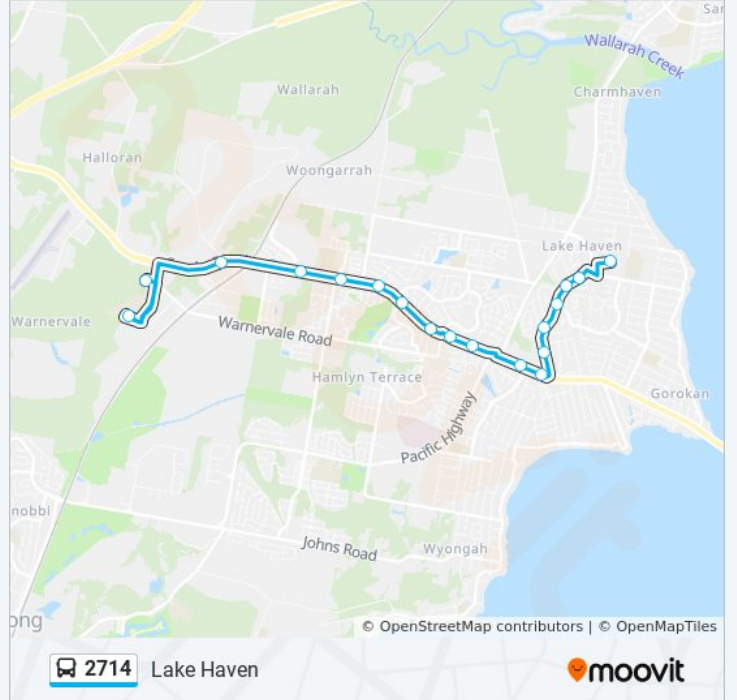 Sar
Wallarah Creek
Wallarah
Charmhaven
Halloran
Woongarrah
Lake Haven
Warnervale
Warnervale Road
Hamlyn Terrace
Gorokan
Pacific Highway
nobbi
Johns Road
Wyongah
ong
© OpenStreetMap contributors | © OpenMapTiles
2714 Lake Haven
moovit